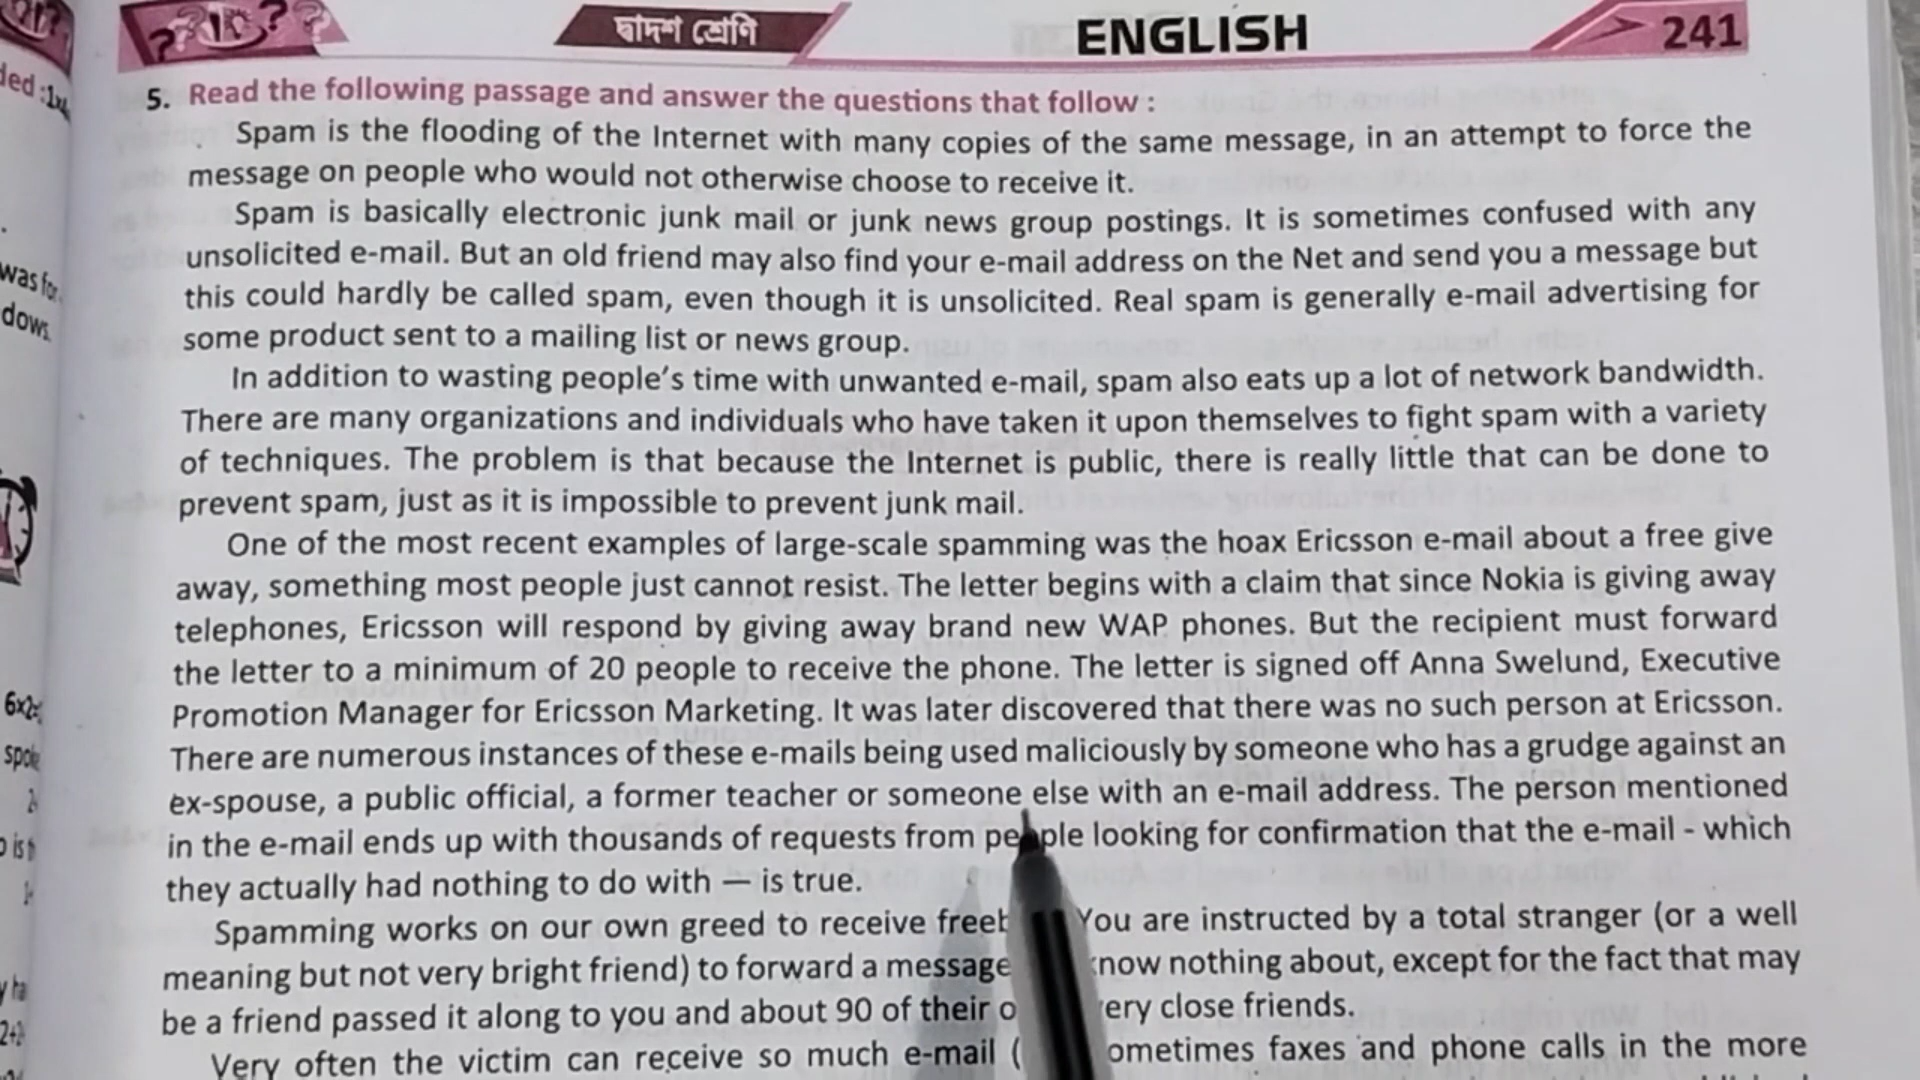 দ্বাদশ শ্রেণি ENGLISH 241
5. Read the following passage and answer the questions that follow :
Spam is the flooding of the Internet with many copies of the same message, in an attempt to force the
message on people who would not otherwise choose to receive it.
Spam is basically electronic junk mail or junk news group postings. It is sometimes confused with any
unsolicited e-mail. But an old friend may also find your e-mail address on the Net and send you a message but
this could hardly be called spam, even though it is unsolicited. Real spam is generally e-mail advertising for
some product sent to a mailing list or news group.
In addition to wasting people's time with unwanted e-mail, spam also eats up a lot of network bandwidth.
There are many organizations and individuals who have taken it upon themselves to fight spam with a variety
of techniques. The problem is that because the Internet is public, there is really little that can be done to
prevent spam, just as it is impossible to prevent junk mail.
One of the most recent examples of large-scale spamming was the hoax Ericsson e-mail about a free give
away, something most people just cannot resist. The letter begins with a claim that since Nokia is giving away
telephones, Ericsson will respond by giving away brand new WAP phones. But the recipient must forward
the letter to a minimum of 20 people to receive the phone. The letter is signed off Anna Swelund, Executive
Promotion Manager for Ericsson Marketing. It was later discovered that there was no such person at Ericsson.
There are numerous instances of these e-mails being used maliciously by someone who has a grudge against an
ex-spouse, a public official, a former teacher or someone else with an e-mail address. The person mentioned
in the e-mail ends up with thousands of requests from people looking for confirmation that the e-mail - which
they actually had nothing to do with — is true.
Spamming works on our own greed to receive You are instructed by a total stranger (or a well
meaning but not very bright friend) to forward a message know nothing about, except for the fact that may
be a friend passed it along to you and about 90 of their very close friends.
Very often the victim can receive so much e-mail ( sometimes faxes and phone calls in the more